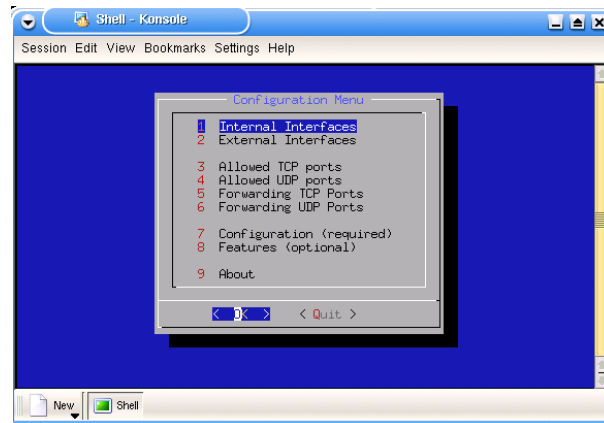 Shell - Konsole
Session Edit View Bookmarks Settings Help
Configuration Menu
1 Internal Interfaces
2 External Interfaces
3 Allowed TCP ports
4 Allowed UDP ports
5 Forwarding TCP Ports
6 Forwarding UDP Ports
7 Configuration (required)
8 Features (optional)
9 About
< OK > < Quit >
New Shell